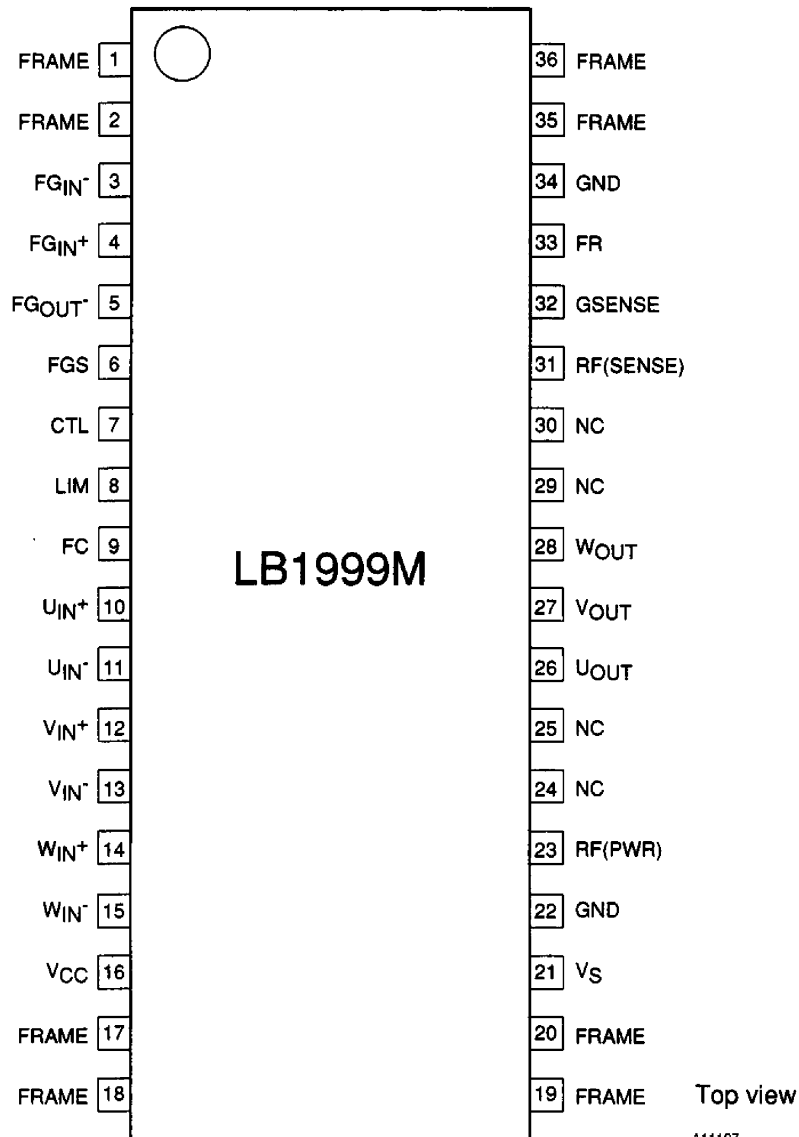 FRAME 1
FRAME 2
FGIN- 3
FGIN+ 4
FGOUT- 5
FGS 6
CTL 7
LIM 8
FC 9
UIN+ 10
UIN- 11
VIN+ 12
VIN- 13
WIN+ 14
WIN- 15
VCC 16
FRAME 17
FRAME 18
LB1999M
36 FRAME
35 FRAME
34 GND
33 FR
32 GSENSE
31 RF(SENSE)
30 NC
29 NC
28 WOUT
27 VOUT
26 UOUT
25 NC
24 NC
23 RF(PWR)
22 GND
21 VS
20 FRAME
19 FRAME
Top view